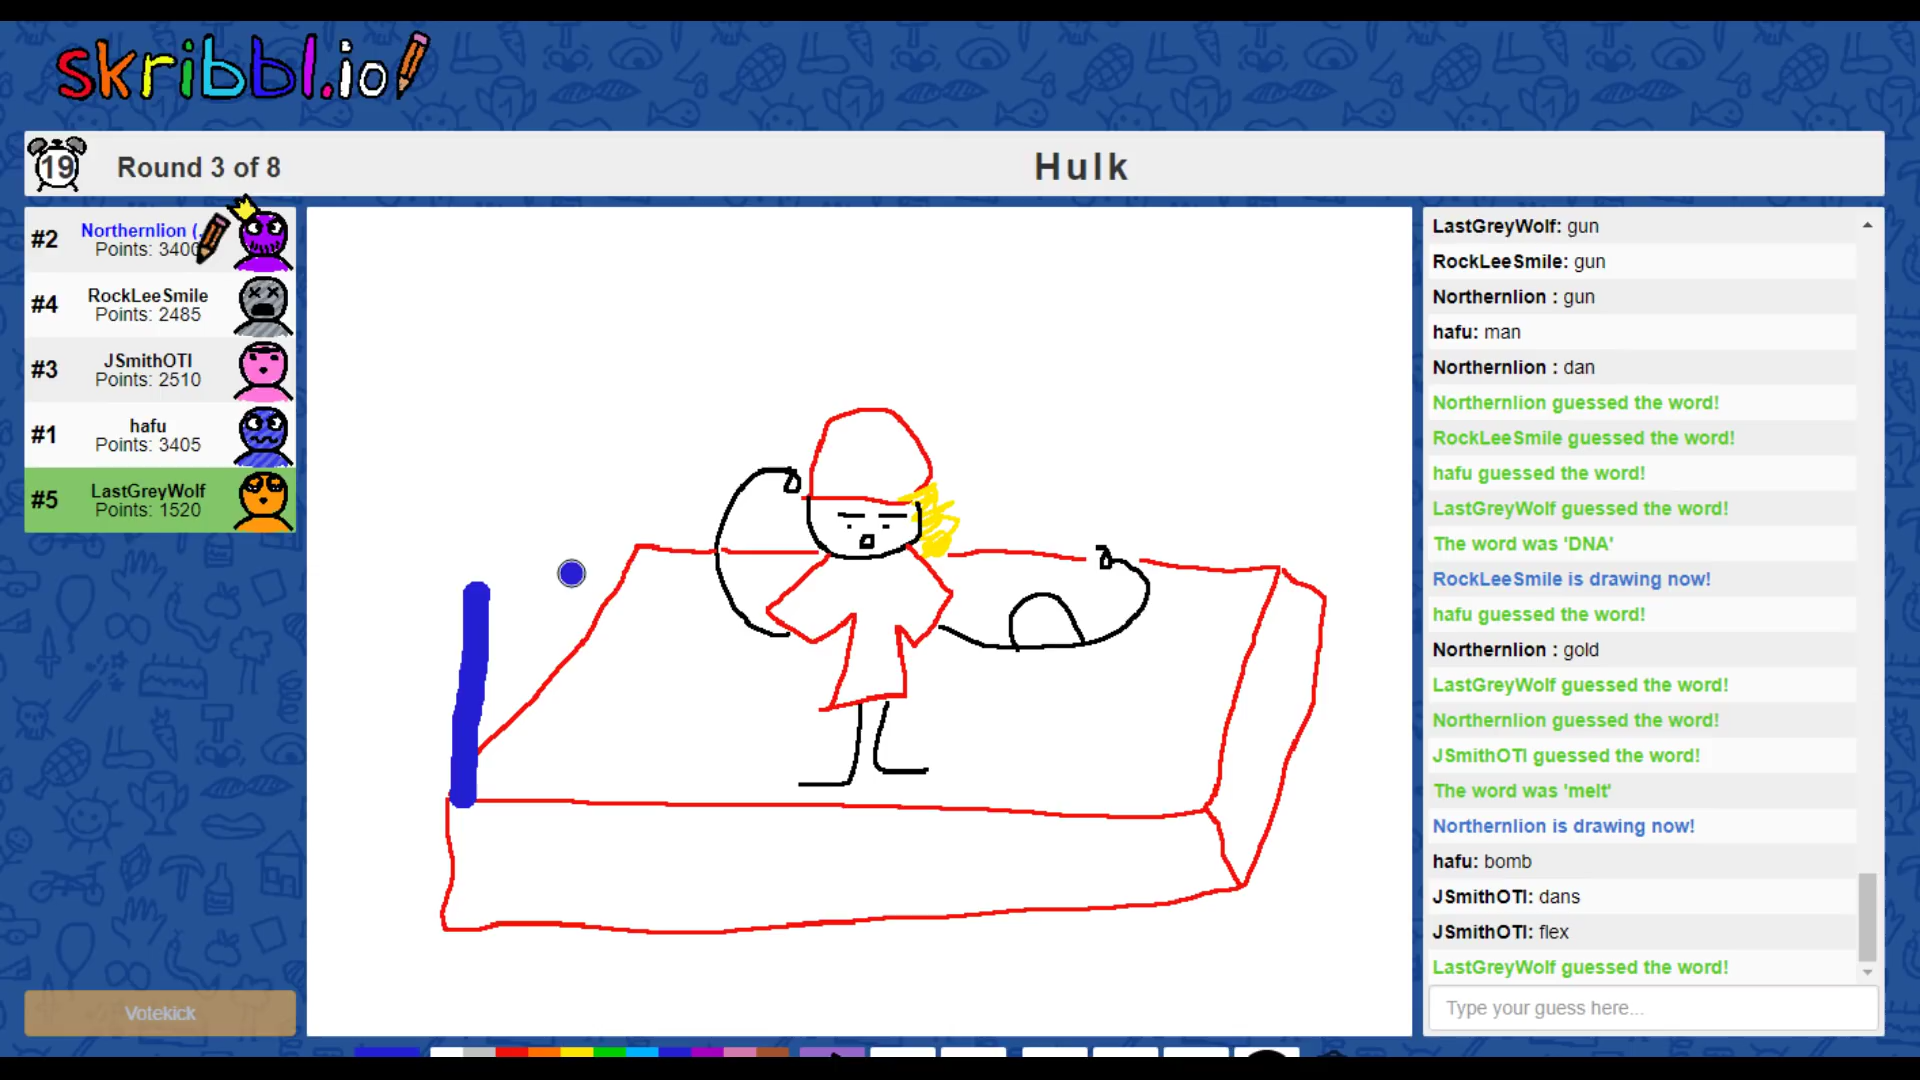 skribbl.io
19
Round 3 of 8
Hulk
#2
Northernlion (.
Points: 3400
#4
RockLeeSmile
Points: 2485
#3
JSmithOTI
Points: 2510
#1
hafu
Points: 3405
#5
LastGreyWolf
Points: 1520
Votekick
LastGreyWolf: gun
RockLeeSmile: gun
Northernlion : gun
hafu: man
Northernlion : dan
Northernlion guessed the word!
RockLeeSmile guessed the word!
hafu guessed the word!
LastGreyWolf guessed the word!
The word was 'DNA'
RockLeeSmile is drawing now!
hafu guessed the word!
Northernlion : gold
LastGreyWolf guessed the word!
Northernlion guessed the word!
JSmithOTI guessed the word!
The word was 'melt'
Northernlion is drawing now!
hafu: bomb
JSmithOTI: dans
JSmithOTI: flex
LastGreyWolf guessed the word!
Type your guess here...